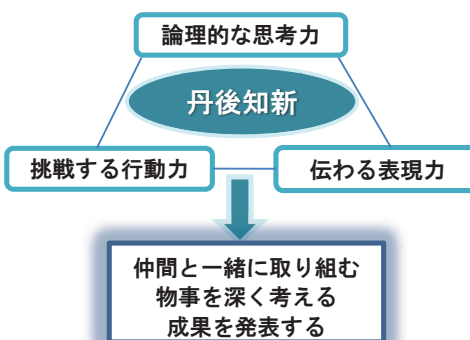 論理的な思考力
丹後知新
挑戦する行動力
伝わる表現力
仲間と一緒に取り組む
物事を深く考える
成果を発表する